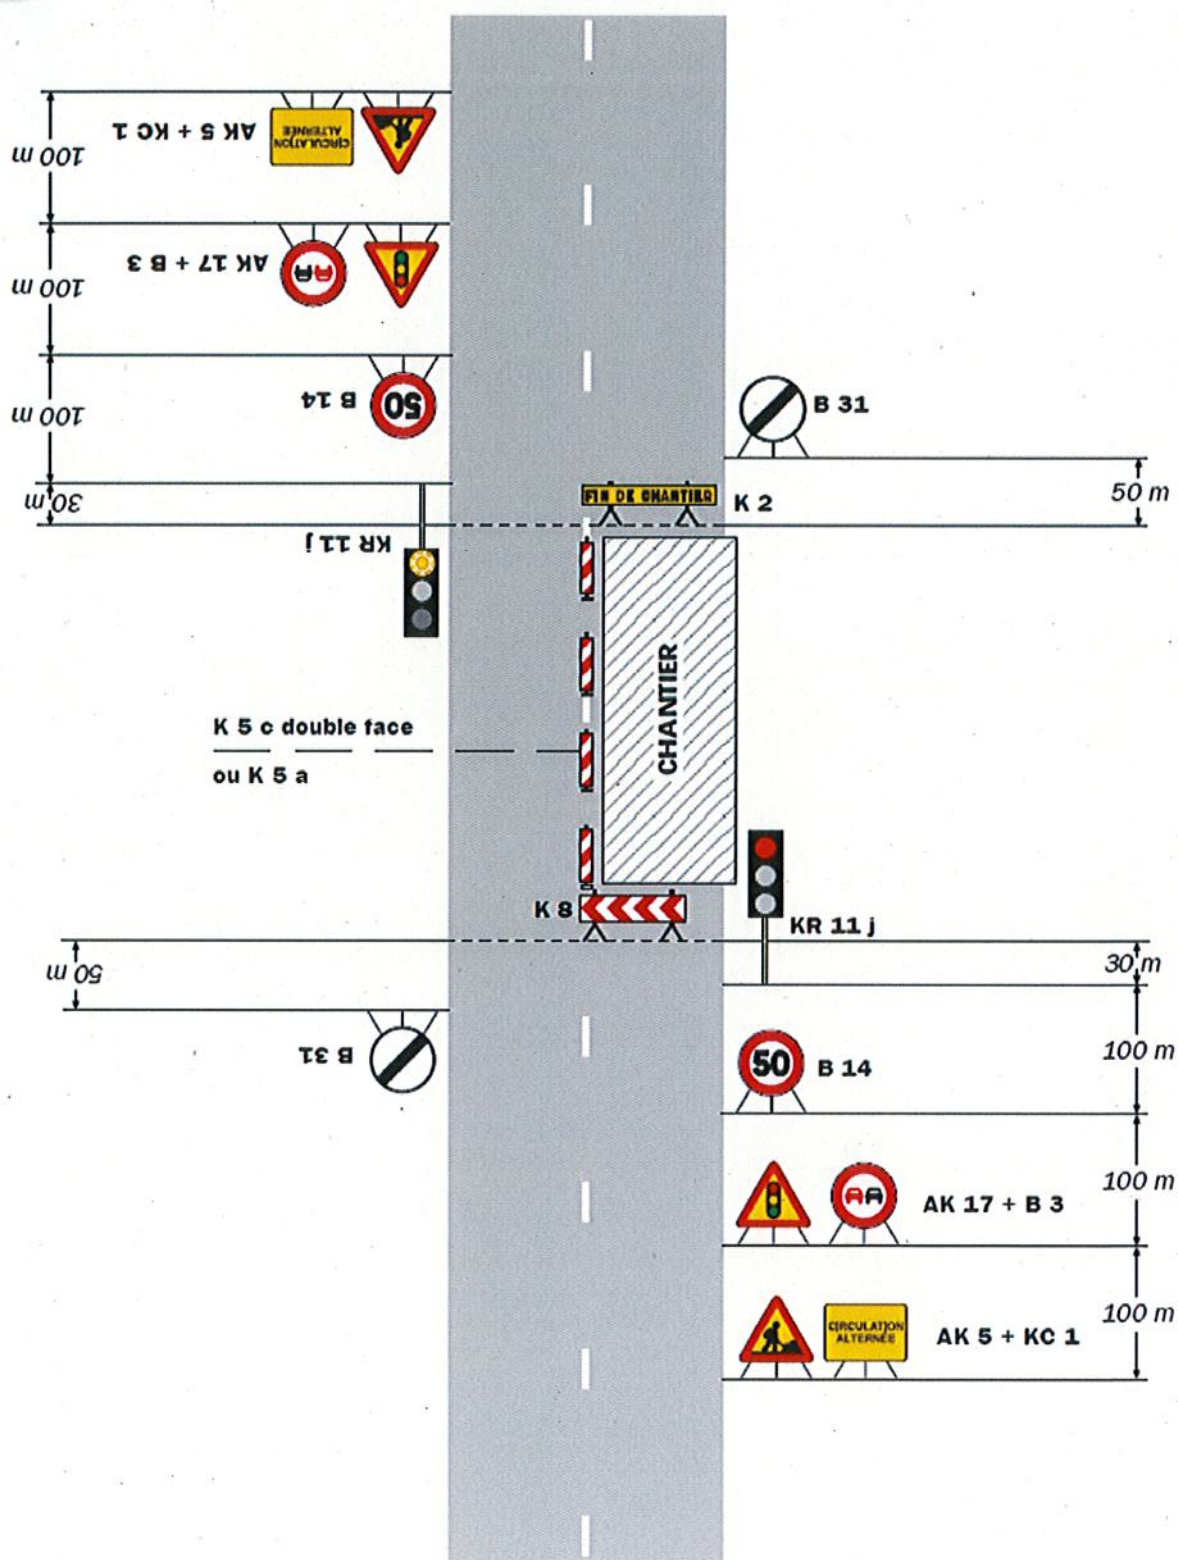 100 m
AK 5 + KC 1
CIRCULATION
ALTERNÉE
100 m
AK 17 + B 3
100 m
B 14
50
30 m
KR 11 j
B 31
50 m
FIN DE CHANTIER
K 2
CHANTIER
K 5 c double face
ou K 5 a
K 8
KR 11 j
30 m
50 m
B 31
50
B 14
100 m
AK 17 + B 3
100 m
CIRCULATION
ALTERNÉE
AK 5 + KC 1
100 m